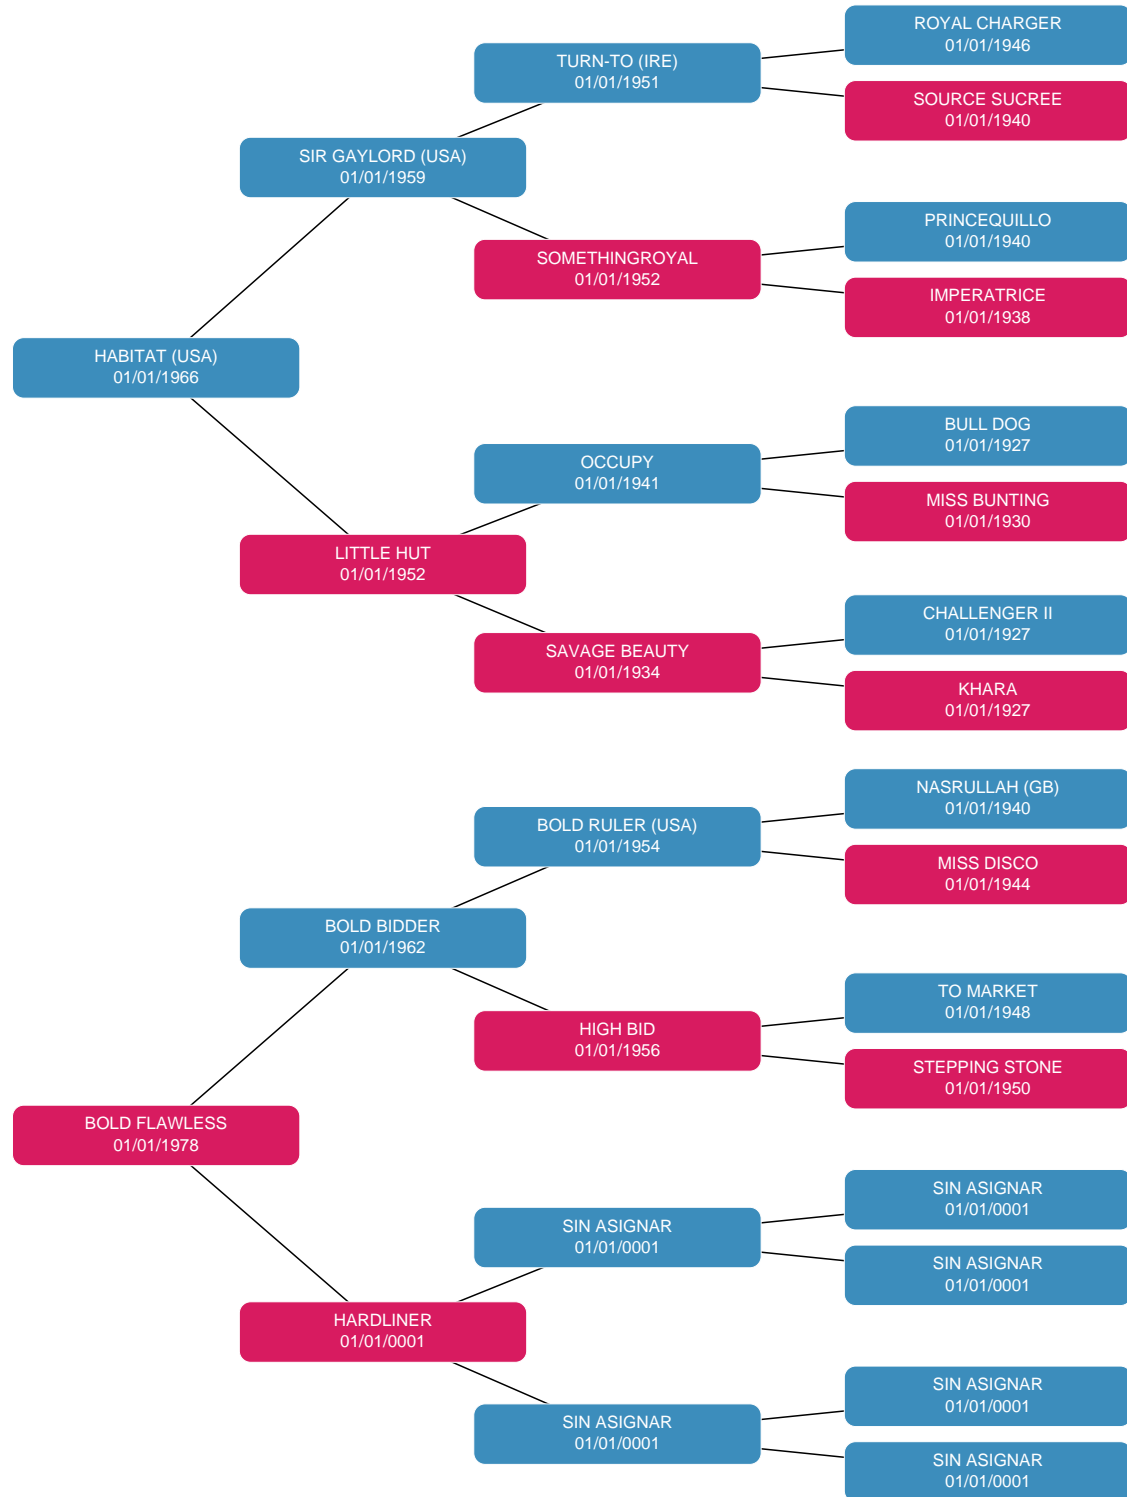 ROYAL CHARGER
01/01/1946
TURN-TO (IRE)
01/01/1951
SOURCE SUCREE
01/01/1940
SIR GAYLORD (USA)
01/01/1959
PRINCEQUILLO
01/01/1940
SOMETHINGROYAL
01/01/1952
IMPERATRICE
01/01/1938
HABITAT (USA)
01/01/1966
BULL DOG
01/01/1927
OCCUPY
01/01/1941
MISS BUNTING
01/01/1930
LITTLE HUT
01/01/1952
CHALLENGER II
01/01/1927
SAVAGE BEAUTY
01/01/1934
KHARA
01/01/1927
NASRULLAH (GB)
01/01/1940
BOLD RULER (USA)
01/01/1954
MISS DISCO
01/01/1944
BOLD BIDDER
01/01/1962
TO MARKET
01/01/1948
HIGH BID
01/01/1956
STEPPING STONE
01/01/1950
BOLD FLAWLESS
01/01/1978
SIN ASIGNAR
01/01/0001
SIN ASIGNAR
01/01/0001
SIN ASIGNAR
01/01/0001
HARDLINER
01/01/0001
SIN ASIGNAR
01/01/0001
SIN ASIGNAR
01/01/0001
SIN ASIGNAR
01/01/0001